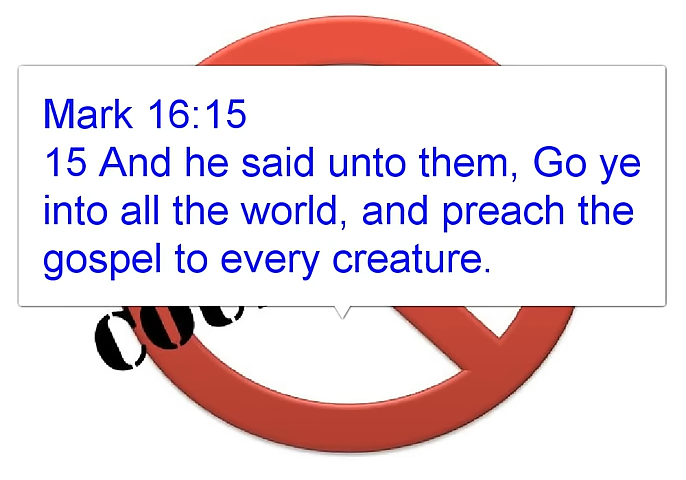 Mark 16:15
15 And he said unto them, Go ye
into all the world, and preach the
gospel to every creature.